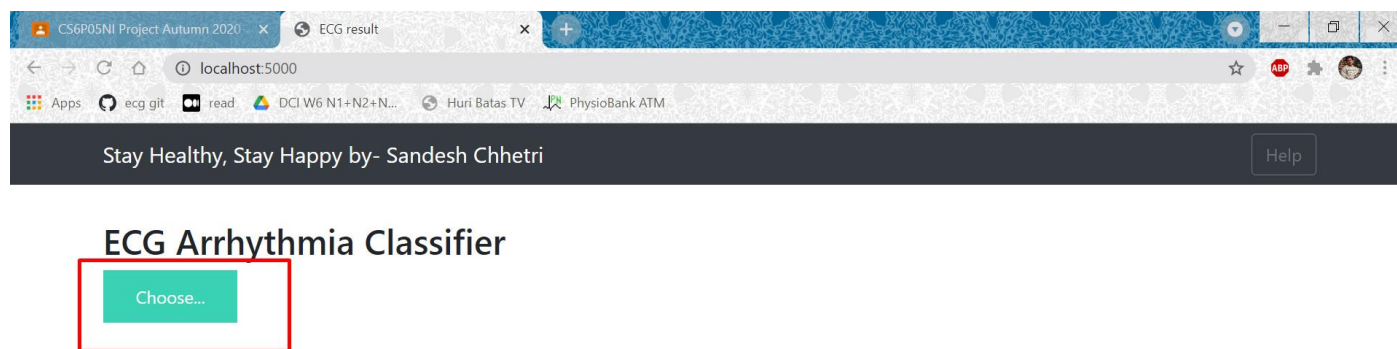 CS6P05NI Project Autumn 2020
ECG result
localhost:5000
ABP
Apps ecg git read DCI W6 N1+N2+N... Huri Batas TV PhysioBank ATM
Stay Healthy, Stay Happy by- Sandesh Chhetri
Help
ECG Arrhythmia Classifier
Choose...